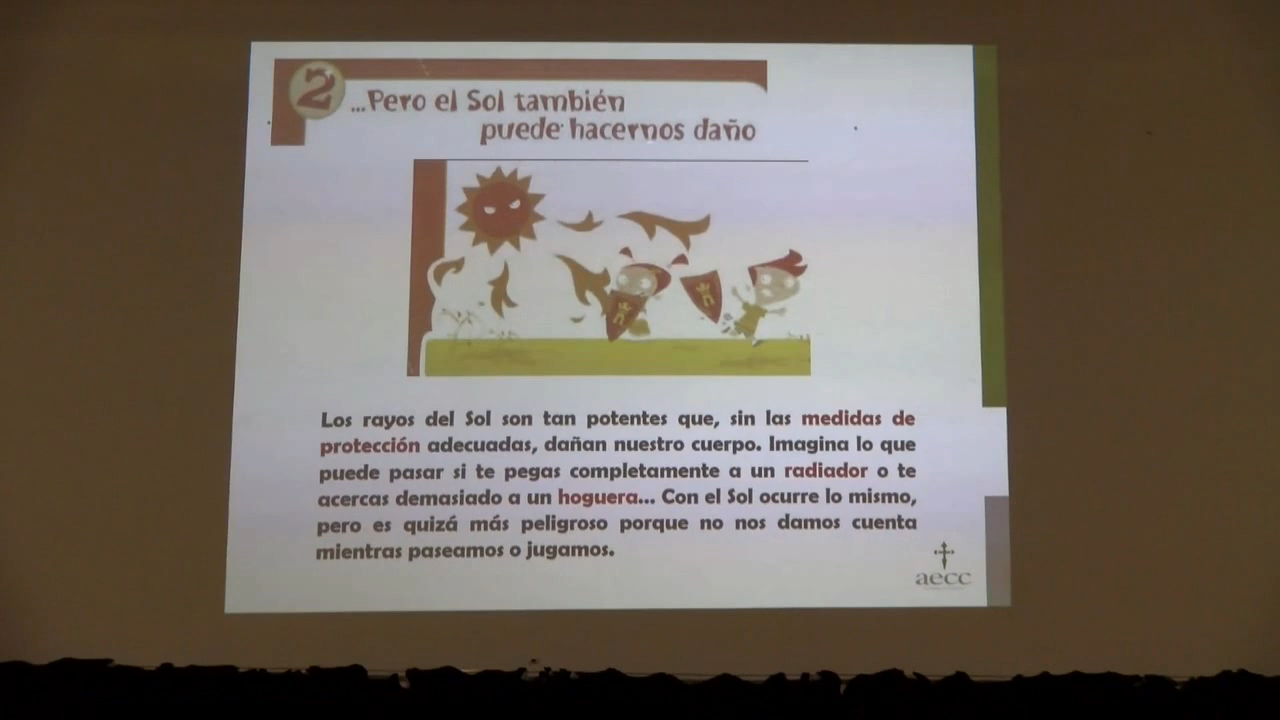 2
...Pero el Sol también
puede hacernos daño
Los rayos del Sol son tan potentes que, sin las medidas de
protección adecuadas, dañan nuestro cuerpo. Imagina lo que
puede pasar si te pegas completamente a un radiador o te
acercas demasiado a un hoguera... Con el Sol ocurre lo mismo,
pero es quizá más peligroso porque no nos damos cuenta
mientras paseamos o jugamos.
aecc